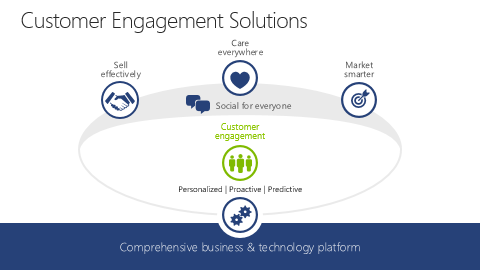 Customer Engagement Solutions
Care
everywhere
Sell
effectively
Market
smarter
Social for everyone
Customer
engagement
Personalized | Proactive | Predictive
Comprehensive business & technology platform